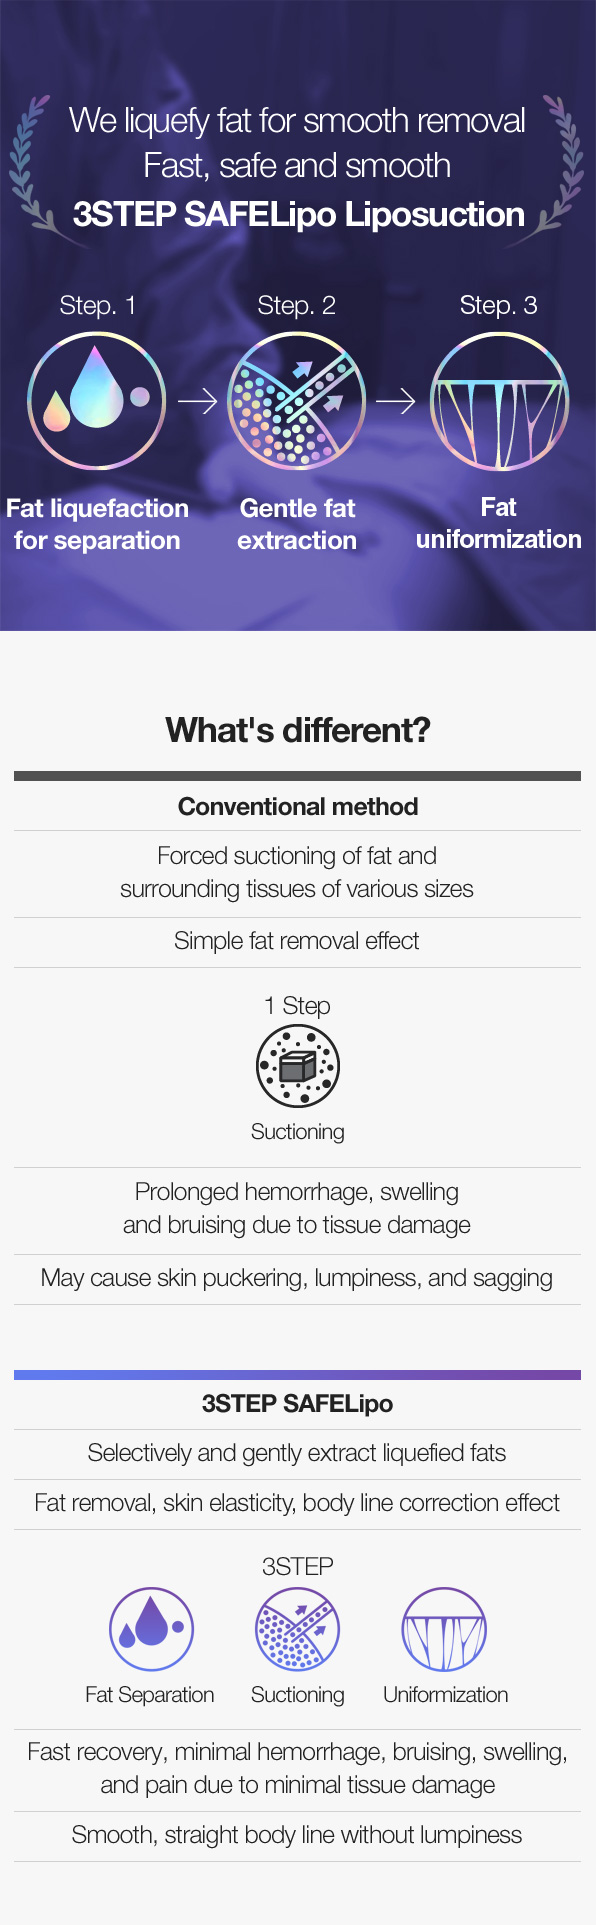 We liquefy fat for smooth removal
Fast, safe and smooth
3STEP SAFELipo Liposuction
Step. 1
Step. 2
Step. 3
Fat liquefaction
for separation
Gentle fat
extraction
Fat
uniformization
What's different?
Conventional method
Forced suctioning of fat and
surrounding tissues of various sizes
Simple fat removal effect
1 Step
Suctioning
Prolonged hemorrhage, swelling
and bruising due to tissue damage
May cause skin puckering, lumpiness, and sagging
3STEP SAFELipo
Selectively and gently extract liquefied fats
Fat removal, skin elasticity, body line correction effect
3STEP
Fat Separation
Suctioning
Uniformization
Fast recovery, minimal hemorrhage, bruising, swelling,
and pain due to minimal tissue damage
Smooth, straight body line without lumpiness